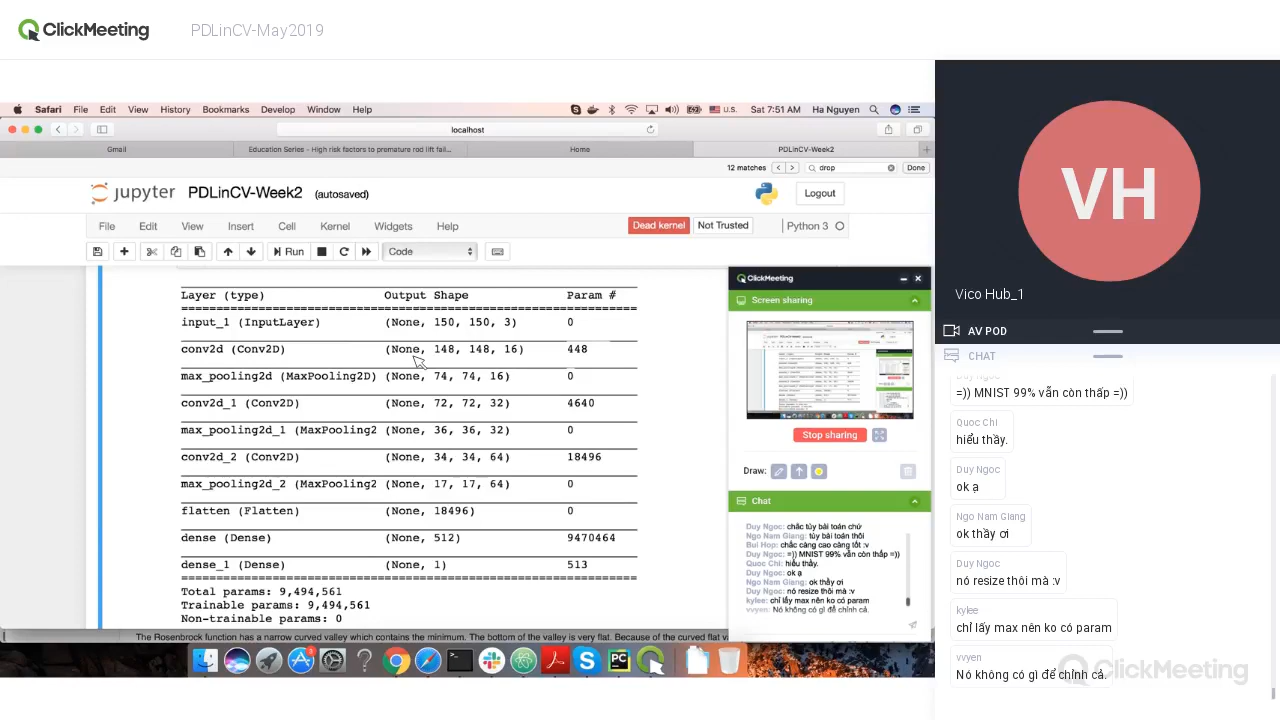 ClickMeeting
PDLinCV-May2019
Safari File Edit View History Bookmarks Develop Window Help
U.S. Sat 7:51 AM Ha Nguyen
localhost
Gmail
Education Series - High risk factors to premature rod lift fail...
Home
PDLinCV-Week2
12 matches
drop
Done
jupyter PDLinCV-Week2 (autosaved)
Logout
File Edit View Insert Cell Kernel Widgets Help
Dead kernel
Not Trusted
Python 3
Run
Code
Layer (type) Output Shape Param #
input_1 (InputLayer) (None, 150, 150, 3) 0
conv2d (Conv2D) (None, 148, 148, 16) 448
max_pooling2d (MaxPooling2D) (None, 74, 74, 16) 0
conv2d_1 (Conv2D) (None, 72, 72, 32) 4640
max_pooling2d_1 (MaxPooling2 (None, 36, 36, 32) 0
conv2d_2 (Conv2D) (None, 34, 34, 64) 18496
max_pooling2d_2 (MaxPooling2 (None, 17, 17, 64) 0
flatten (Flatten) (None, 18496) 0
dense (Dense) (None, 512) 9470464
dense_1 (Dense) (None, 1) 513
Total params: 9,494,561
Trainable params: 9,494,561
Non-trainable params: 0
The Rosenbrock function has a narrow curved valley which contains the minimum. The bottom of the valley is very flat. Because of the curved flat v
ClickMeeting
Screen sharing
Stop sharing
Draw:
Chat
Duy Ngoc: chắc tùy bài toán chứ
Ngo Nam Giang: tùy bài toán thôi
Bui Hop: chắc càng cao càng tốt :v
Duy Ngoc: =)) MNIST 99% vẫn còn thấp =))
Quoc Chi: hiểu thầy.
Duy Ngoc: ok ạ
Ngo Nam Giang: ok thầy ơi
Duy Ngoc: nó resize thôi mà :v
kylee: chỉ lấy max nên ko có param
vvyen: Nó không có gì để chỉnh cả.
VH
Vico Hub_1
AV POD
CHAT
Duy Ngoc
=)) MNIST 99% vẫn còn thấp =))
Quoc Chi
hiểu thầy.
Duy Ngoc
ok ạ
Ngo Nam Giang
ok thầy ơi
Duy Ngoc
nó resize thôi mà :v
kylee
chỉ lấy max nên ko có param
vvyen
Nó không có gì để chỉnh cả.
ClickMeeting